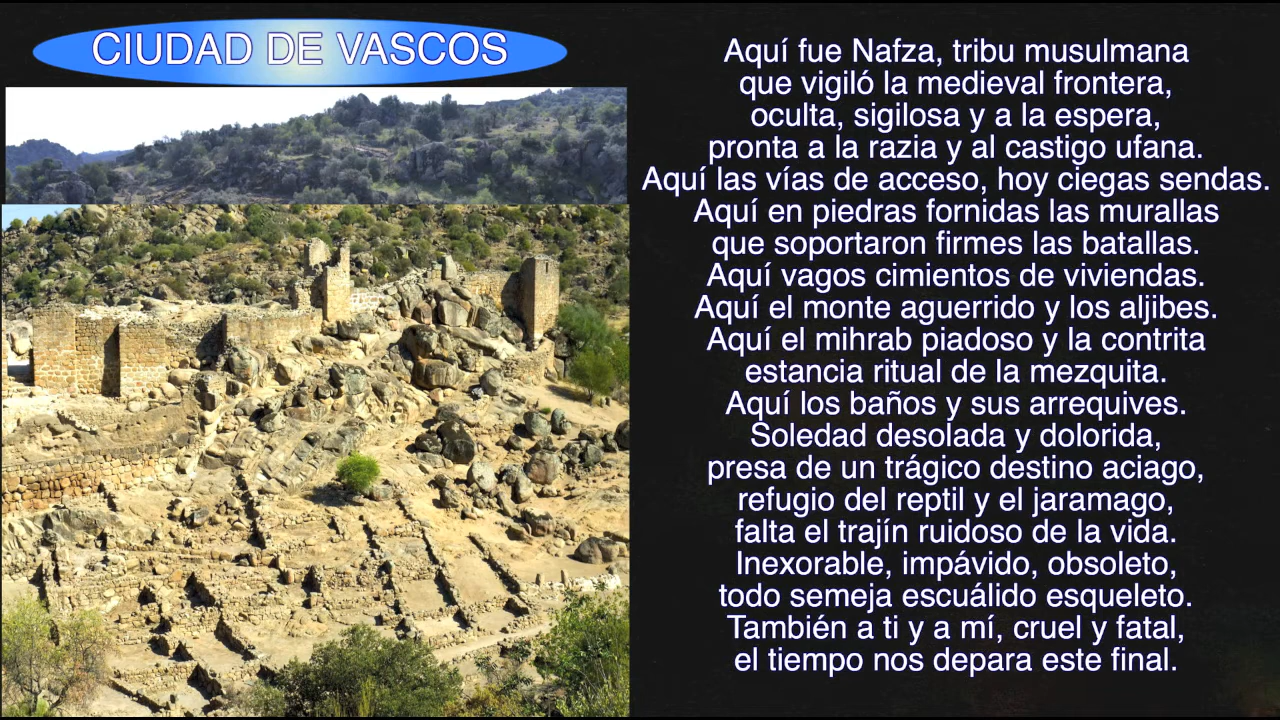 CIUDAD DE VASCOS
Aquí fue Nafza, tribu musulmana
que vigiló la medieval frontera,
oculta, sigilosa y a la espera,
pronta a la razia y al castigo ufana.
Aquí las vías de acceso, hoy ciegas sendas.
Aquí en piedras fornidas las murallas
que soportaron firmes las batallas.
Aquí vagos cimientos de viviendas.
Aquí el monte aguerrido y los aljibes.
Aquí el mihrab piadoso y la contrita
estancia ritual de la mezquita.
Aquí los baños y sus arrequives.
Soledad desolada y dolorida,
presa de un trágico destino aciago,
refugio del reptil y el jaramago,
falta el trajín ruidoso de la vida.
Inexorable, impávido, obsoleto,
todo semeja escuálido esqueleto.
También a ti y a mí, cruel y fatal,
el tiempo nos depara este final.